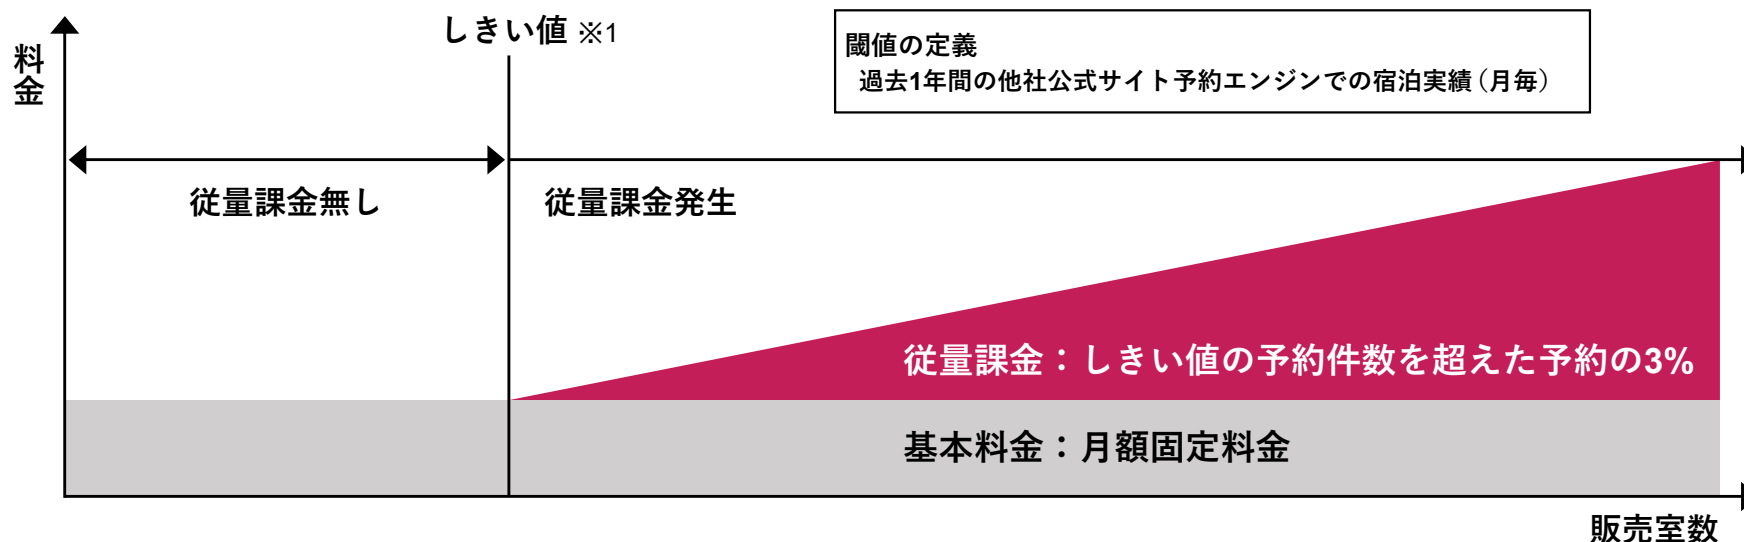 料金
しきい値 ※1
閾値の定義
過去1年間の他社公式サイト予約エンジンでの宿泊実績（月毎）
従量課金無し
従量課金発生
従量課金：しきい値の予約件数を超えた予約の3%
基本料金：月額固定料金
販売室数